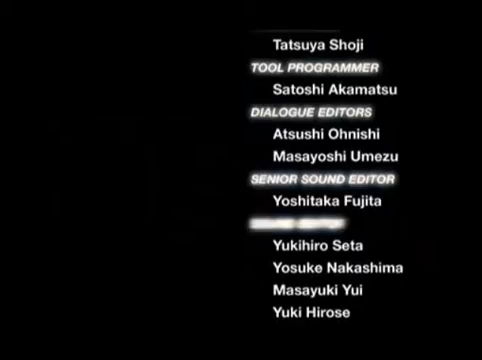 Tatsuya Shoji
TOOL PROGRAMMER
Satoshi Akamatsu
DIALOGUE EDITORS
Atsushi Ohnishi
Masayoshi Umezu
SENIOR SOUND EDITOR
Yoshitaka Fujita
Yukihiro Seta
Yosuke Nakashima
Masayuki Yui
Yuki Hirose